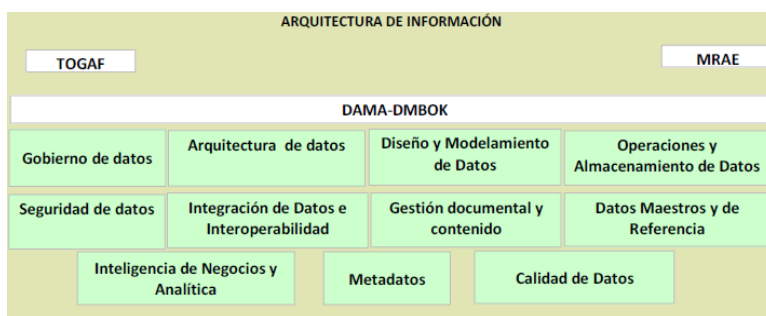 ARQUITECTURA DE INFORMACIÓN
TOGAF
MRAE
DAMA-DMBOK
Gobierno de datos
Arquitectura de datos
Diseño y Modelamiento
de Datos
Operaciones y
Almacenamiento de Datos
Seguridad de datos
Integración de Datos e
Interoperabilidad
Gestión documental y
contenido
Datos Maestros y de
Referencia
Inteligencia de Negocios y
Analítica
Metadatos
Calidad de Datos